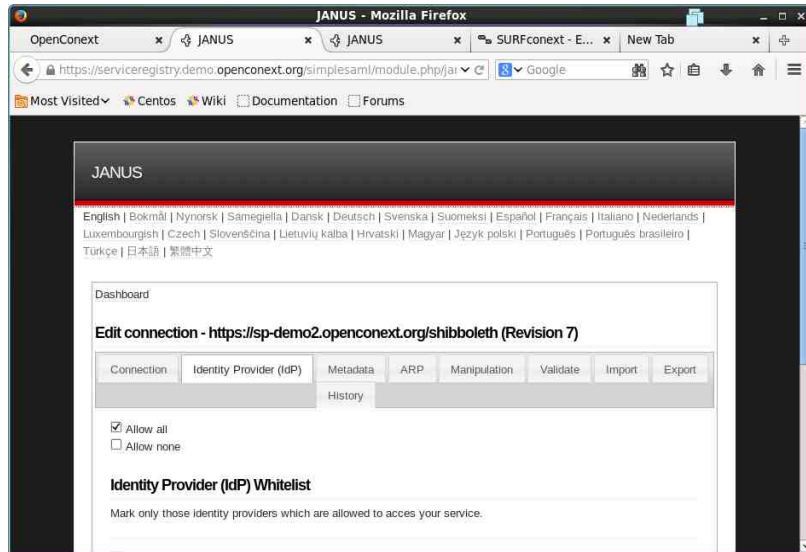 JANUS - Mozilla Firefox
OpenConext JANUS JANUS SURFconext - E... New Tab
https://serviceregistry.demo.openconext.org/simplesaml/module.php/jan Google
Most Visited Centos Wiki Documentation Forums
JANUS
English | Bokmål | Nynorsk | Sámegiella | Dansk | Deutsch | Svenska | Suomeksi | Español | Français | Italiano | Nederlands |
Luxembourgish | Czech | Slovenščina | Lietuvių kalba | Hrvatski | Magyar | Język polski | Português | Português brasileiro |
Türkçe | 日本語 | 繁體中文
Dashboard
Edit connection - https://sp-demo2.openconext.org/shibboleth (Revision 7)
Connection Identity Provider (IdP) Metadata ARP Manipulation Validate Import Export
History
Allow all
Allow none
Identity Provider (IdP) Whitelist
Mark only those identity providers which are allowed to acces your service.